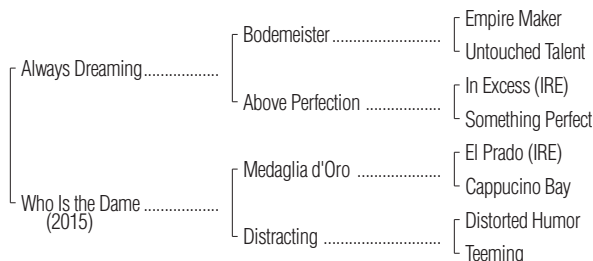 Empire Maker
Bodemeister
Untouched Talent
Always Dreaming
In Excess (IRE)
Above Perfection
Something Perfect
El Prado (IRE)
Medaglia d'Oro
Cappucino Bay
Who Is the Dame
(2015)
Distorted Humor
Distracting
Teeming